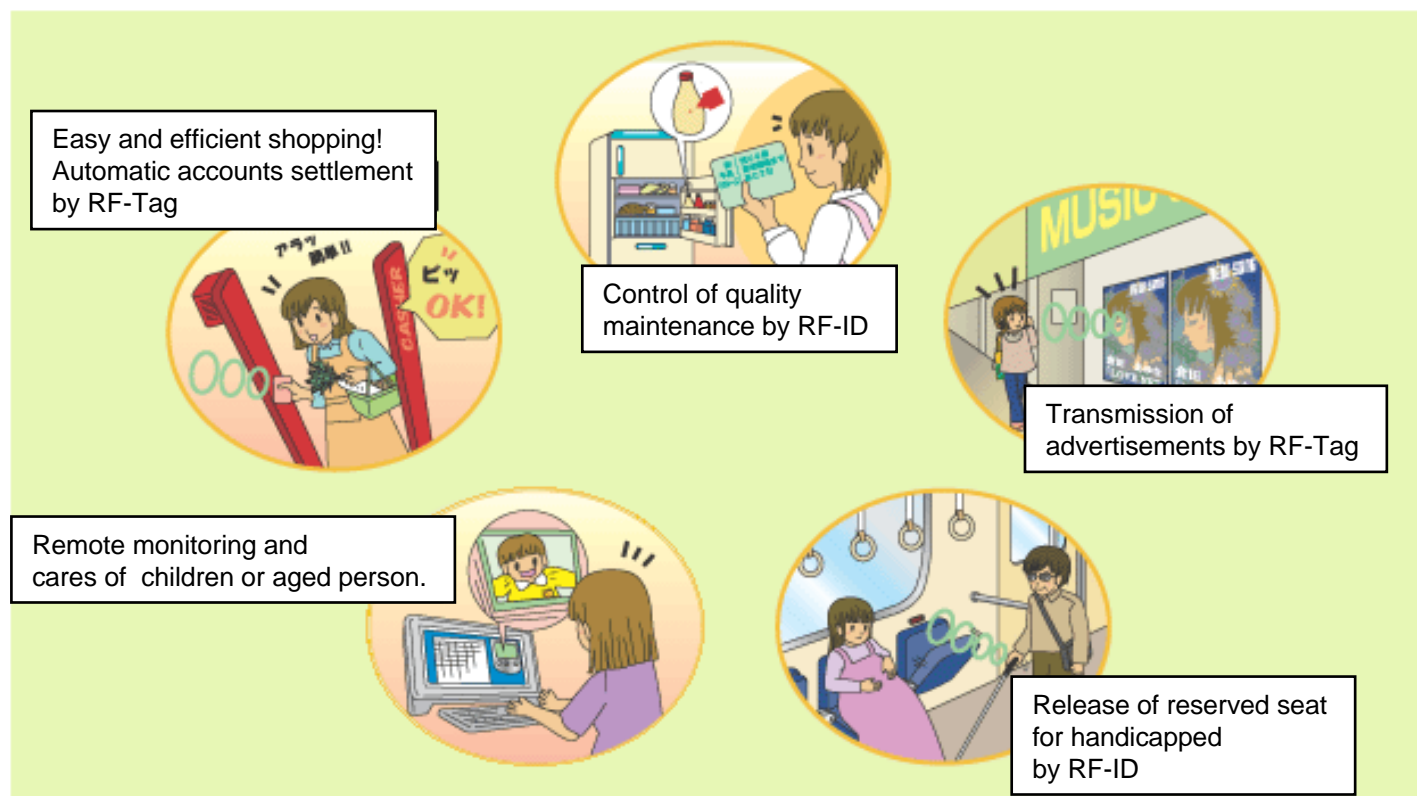 Easy and efficient shopping!
Automatic accounts settlement
by RF-Tag
アラッ
簡単!!
CASHER
ピッ
OK!
Control of quality
maintenance by RF-ID
MUSIC
Transmission of
advertisements by RF-Tag
Remote monitoring and
cares of children or aged person.
Release of reserved seat
for handicapped
by RF-ID